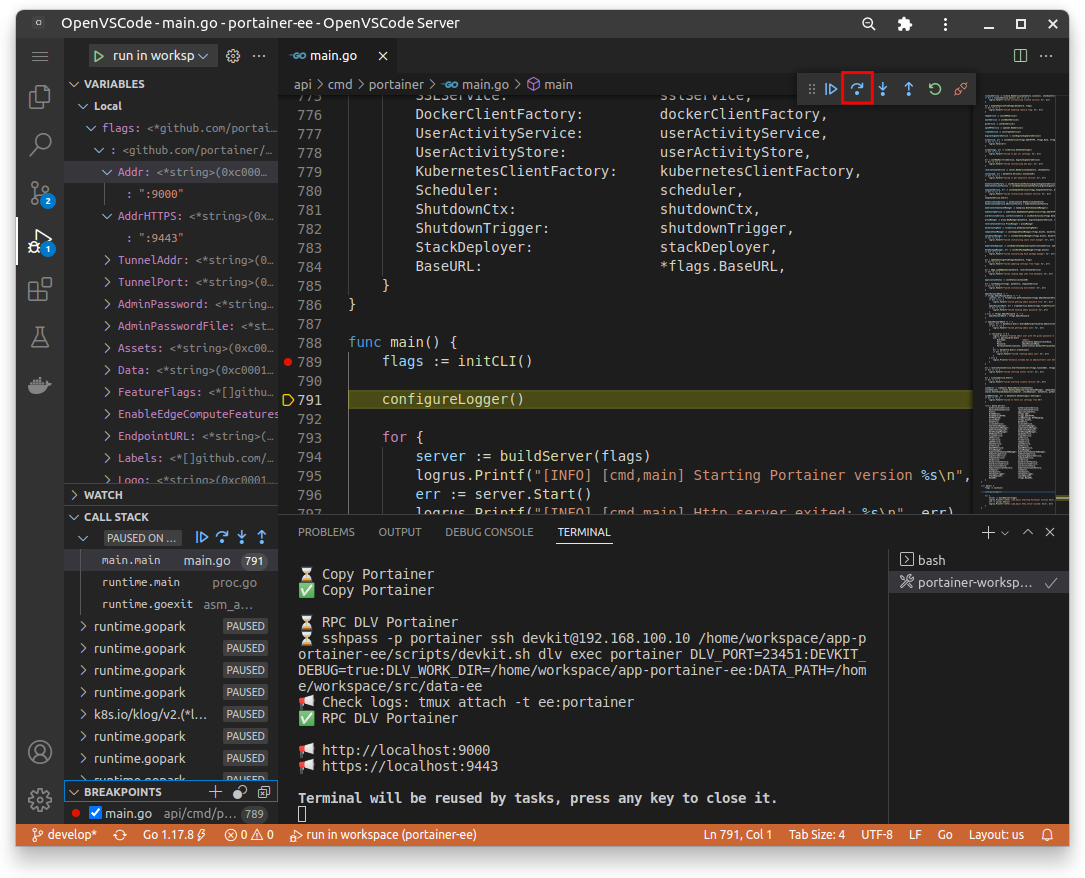 OpenVSCode - main.go - portainer-ee - OpenVSCode Server
run in worksp
main.go
api > cmd > portainer > main.go > main
VARIABLES
Local
flags: <*github.com/portai…
: <github.com/portainer/…
Addr: <*string>(0xc000…
: ":9000"
AddrHTTPS: <*string>(0x…
: ":9443"
TunnelAddr: <*string>(0…
TunnelPort: <*string>(0…
AdminPassword: <*string…
AdminPasswordFile: <*st…
Assets: <*string>(0xc00…
Data: <*string>(0xc0001…
FeatureFlags: <*[]github…
EnableEdgeComputeFeatures
EndpointURL: <*string>(…
Labels: <*[]github.com/…
Logo: <*string>(0xc0001…
WATCH
CALL STACK
PAUSED ON …
main.main main.go 791
runtime.main proc.go
runtime.goexit asm_a…
runtime.gopark PAUSED
runtime.gopark PAUSED
runtime.gopark PAUSED
runtime.gopark PAUSED
k8s.io/klog/v2.(*l… PAUSED
runtime.gopark PAUSED
runtime.gopark PAUSED
runtime.gopark PAUSED
BREAKPOINTS
main.go api/cmd/p… 789
2
1
775 SSLService: sslService,
776 DockerClientFactory: dockerClientFactory,
777 UserActivityService: userActivityService,
778 UserActivityStore: userActivityStore,
779 KubernetesClientFactory: kubernetesClientFactory,
780 Scheduler: scheduler,
781 ShutdownCtx: shutdownCtx,
782 ShutdownTrigger: shutdownTrigger,
783 StackDeployer: stackDeployer,
784 BaseURL: *flags.BaseURL,
785 }
786 }
787
788 func main() {
789 flags := initCLI()
790
791 configureLogger()
792
793 for {
794 server := buildServer(flags)
795 logrus.Printf("[INFO] [cmd,main] Starting Portainer version %s\n",
796 err := server.Start()
797 logrus.Printf("[INFO] [cmd,main] Http server exited: %s\n", err)
PROBLEMS OUTPUT DEBUG CONSOLE TERMINAL
Copy Portainer
Copy Portainer
RPC DLV Portainer
sshpass -p portainer ssh devkit@192.168.100.10 /home/workspace/app-p
ortainer-ee/scripts/devkit.sh dlv exec portainer DLV_PORT=23451:DEVKIT_
DEBUG=true:DLV_WORK_DIR=/home/workspace/app-portainer-ee:DATA_PATH=/hom
e/workspace/src/data-ee
Check logs: tmux attach -t ee:portainer
RPC DLV Portainer
http://localhost:9000
https://localhost:9443
Terminal will be reused by tasks, press any key to close it.
bash
portainer-worksp…
develop* Go 1.17.8 0 0 run in workspace (portainer-ee) Ln 791, Col 1 Tab Size: 4 UTF-8 LF Go Layout: us